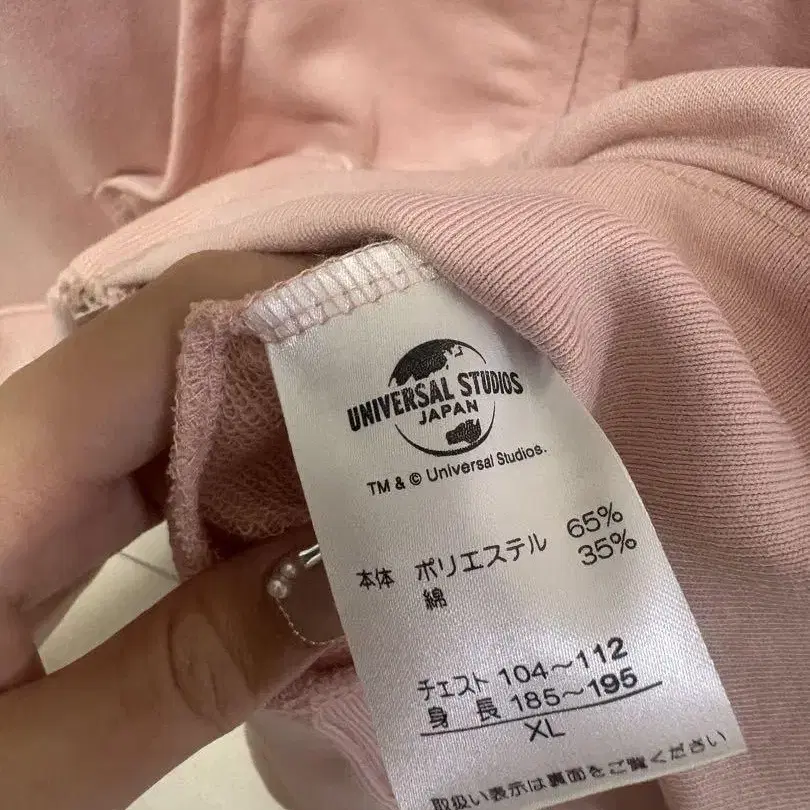 UNIVERSAL STUDIOS
JAPAN
TM & © Universal Studios.
本体 ポリエステル 65%
綿 35%
チェスト 104～112
身長 185～195
XL
取扱い表示は裏面をご覧ください